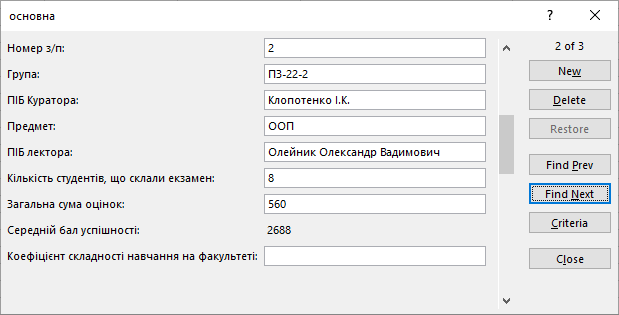 основна
Номер з/п: 2
Група: ПЗ-22-2
ПІБ Куратора: Клопотенко І.К.
Предмет: ООП
ПІБ лектора: Олейник Олександр Вадимович
Кількість студентів, що склали екзамен: 8
Загальна сума оцінок: 560
Середній бал успішності: 2688
Коефіцієнт складності навчання на факультеті:
2 of 3
New
Delete
Restore
Find Prev
Find Next
Criteria
Close